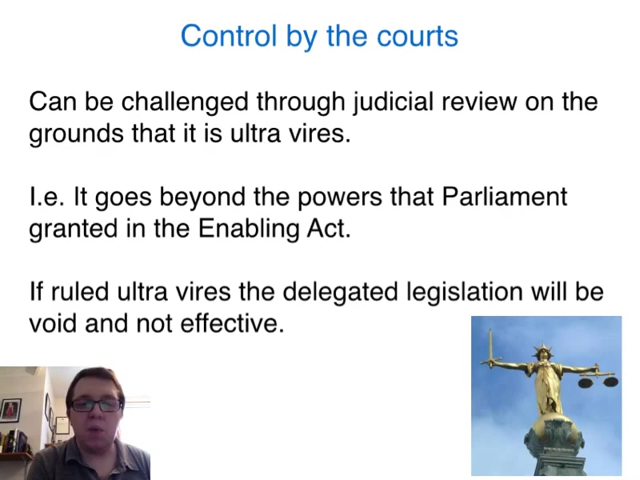 Control by the courts
Can be challenged through judicial review on the
grounds that it is ultra vires.
I.e. It goes beyond the powers that Parliament
granted in the Enabling Act.
If ruled ultra vires the delegated legislation will be
void and not effective.